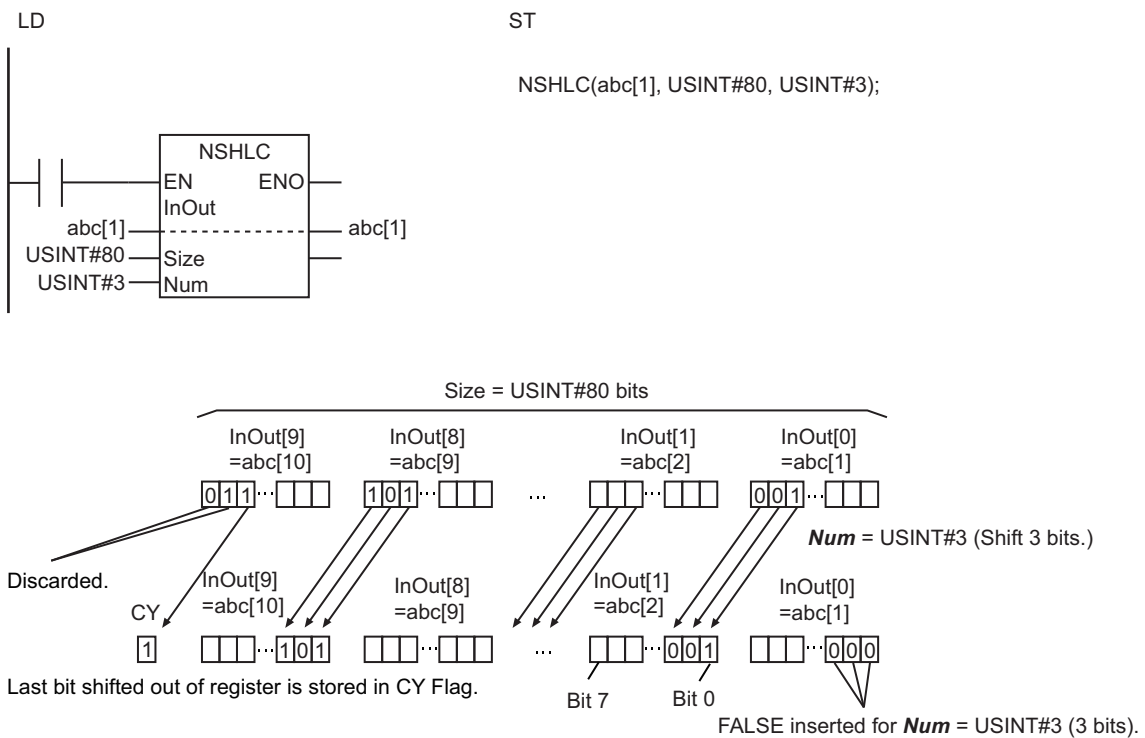 LD
ST
NSHLC(abc[1], USINT#80, USINT#3);
NSHLC
EN ENO
InOut
abc[1] abc[1]
USINT#80 Size
USINT#3 Num
Size = USINT#80 bits
InOut[9] InOut[8] InOut[1] InOut[0]
=abc[10] =abc[9] =abc[2] =abc[1]
0 1 1 ... 1 0 1 ... ... ... 0 0 1 ...
Num = USINT#3 (Shift 3 bits.)
Discarded.
InOut[9] InOut[8] InOut[1] InOut[0]
=abc[10] =abc[9] =abc[2] =abc[1]
CY
1 ... 1 0 1 ... ... ... 0 0 1 ... 0 0 0
Last bit shifted out of register is stored in CY Flag.
Bit 7 Bit 0
FALSE inserted for Num = USINT#3 (3 bits).